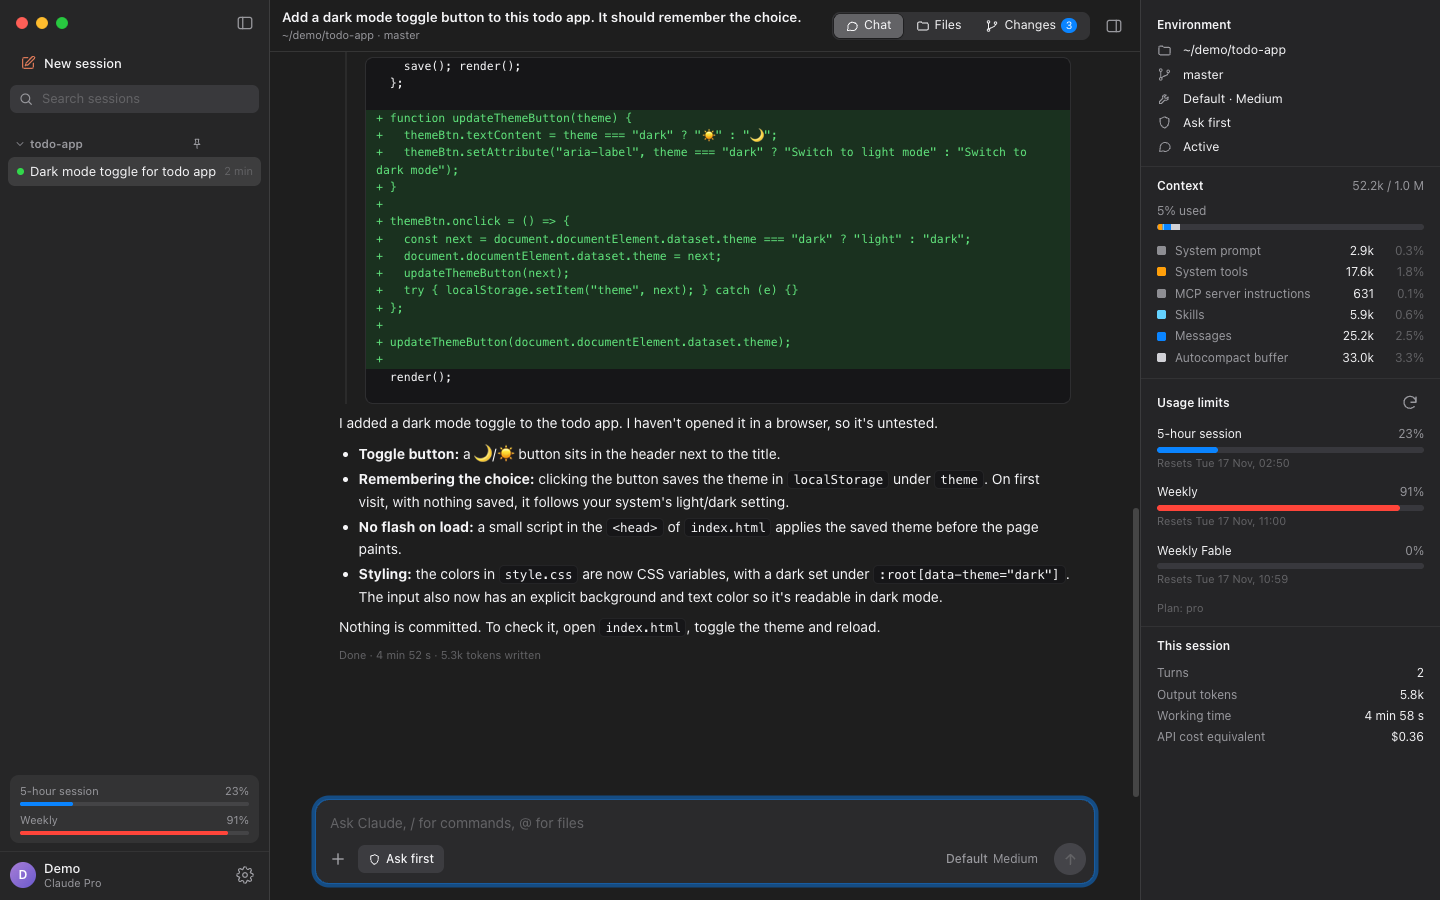 New session
Search sessions
todo-app
Dark mode toggle for todo app 2 min
5-hour session 23%
Weekly 91%
D
Demo
Claude Pro
Add a dark mode toggle button to this todo app. It should remember the choice.
~/demo/todo-app · master
Chat Files Changes 3
save(); render();
};
+ function updateThemeButton(theme) {
+   themeBtn.textContent = theme === "dark" ? "☀️" : "🌙";
+   themeBtn.setAttribute("aria-label", theme === "dark" ? "Switch to light mode" : "Switch to
dark mode");
+ }
+
+ themeBtn.onclick = () => {
+   const next = document.documentElement.dataset.theme === "dark" ? "light" : "dark";
+   document.documentElement.dataset.theme = next;
+   updateThemeButton(next);
+   try { localStorage.setItem("theme", next); } catch (e) {}
+ };
+
+ updateThemeButton(document.documentElement.dataset.theme);
+
render();
I added a dark mode toggle to the todo app. I haven't opened it in a browser, so it's untested.
• Toggle button: a 🌙/☀️ button sits in the header next to the title.
• Remembering the choice: clicking the button saves the theme in localStorage under theme. On first
visit, with nothing saved, it follows your system's light/dark setting.
• No flash on load: a small script in the <head> of index.html applies the saved theme before the page
paints.
• Styling: the colors in style.css are now CSS variables, with a dark set under :root[data-theme="dark"].
The input also now has an explicit background and text color so it's readable in dark mode.
Nothing is committed. To check it, open index.html, toggle the theme and reload.
Done · 4 min 52 s · 5.3k tokens written
Ask Claude, / for commands, @ for files
Ask first
Default Medium
Environment
~/demo/todo-app
master
Default · Medium
Ask first
Active
Context 52.2k / 1.0 M
5% used
System prompt 2.9k 0.3%
System tools 17.6k 1.8%
MCP server instructions 631 0.1%
Skills 5.9k 0.6%
Messages 25.2k 2.5%
Autocompact buffer 33.0k 3.3%
Usage limits
5-hour session 23%
Resets Tue 17 Nov, 02:50
Weekly 91%
Resets Tue 17 Nov, 11:00
Weekly Fable 0%
Resets Tue 17 Nov, 10:59
Plan: pro
This session
Turns 2
Output tokens 5.8k
Working time 4 min 58 s
API cost equivalent $0.36